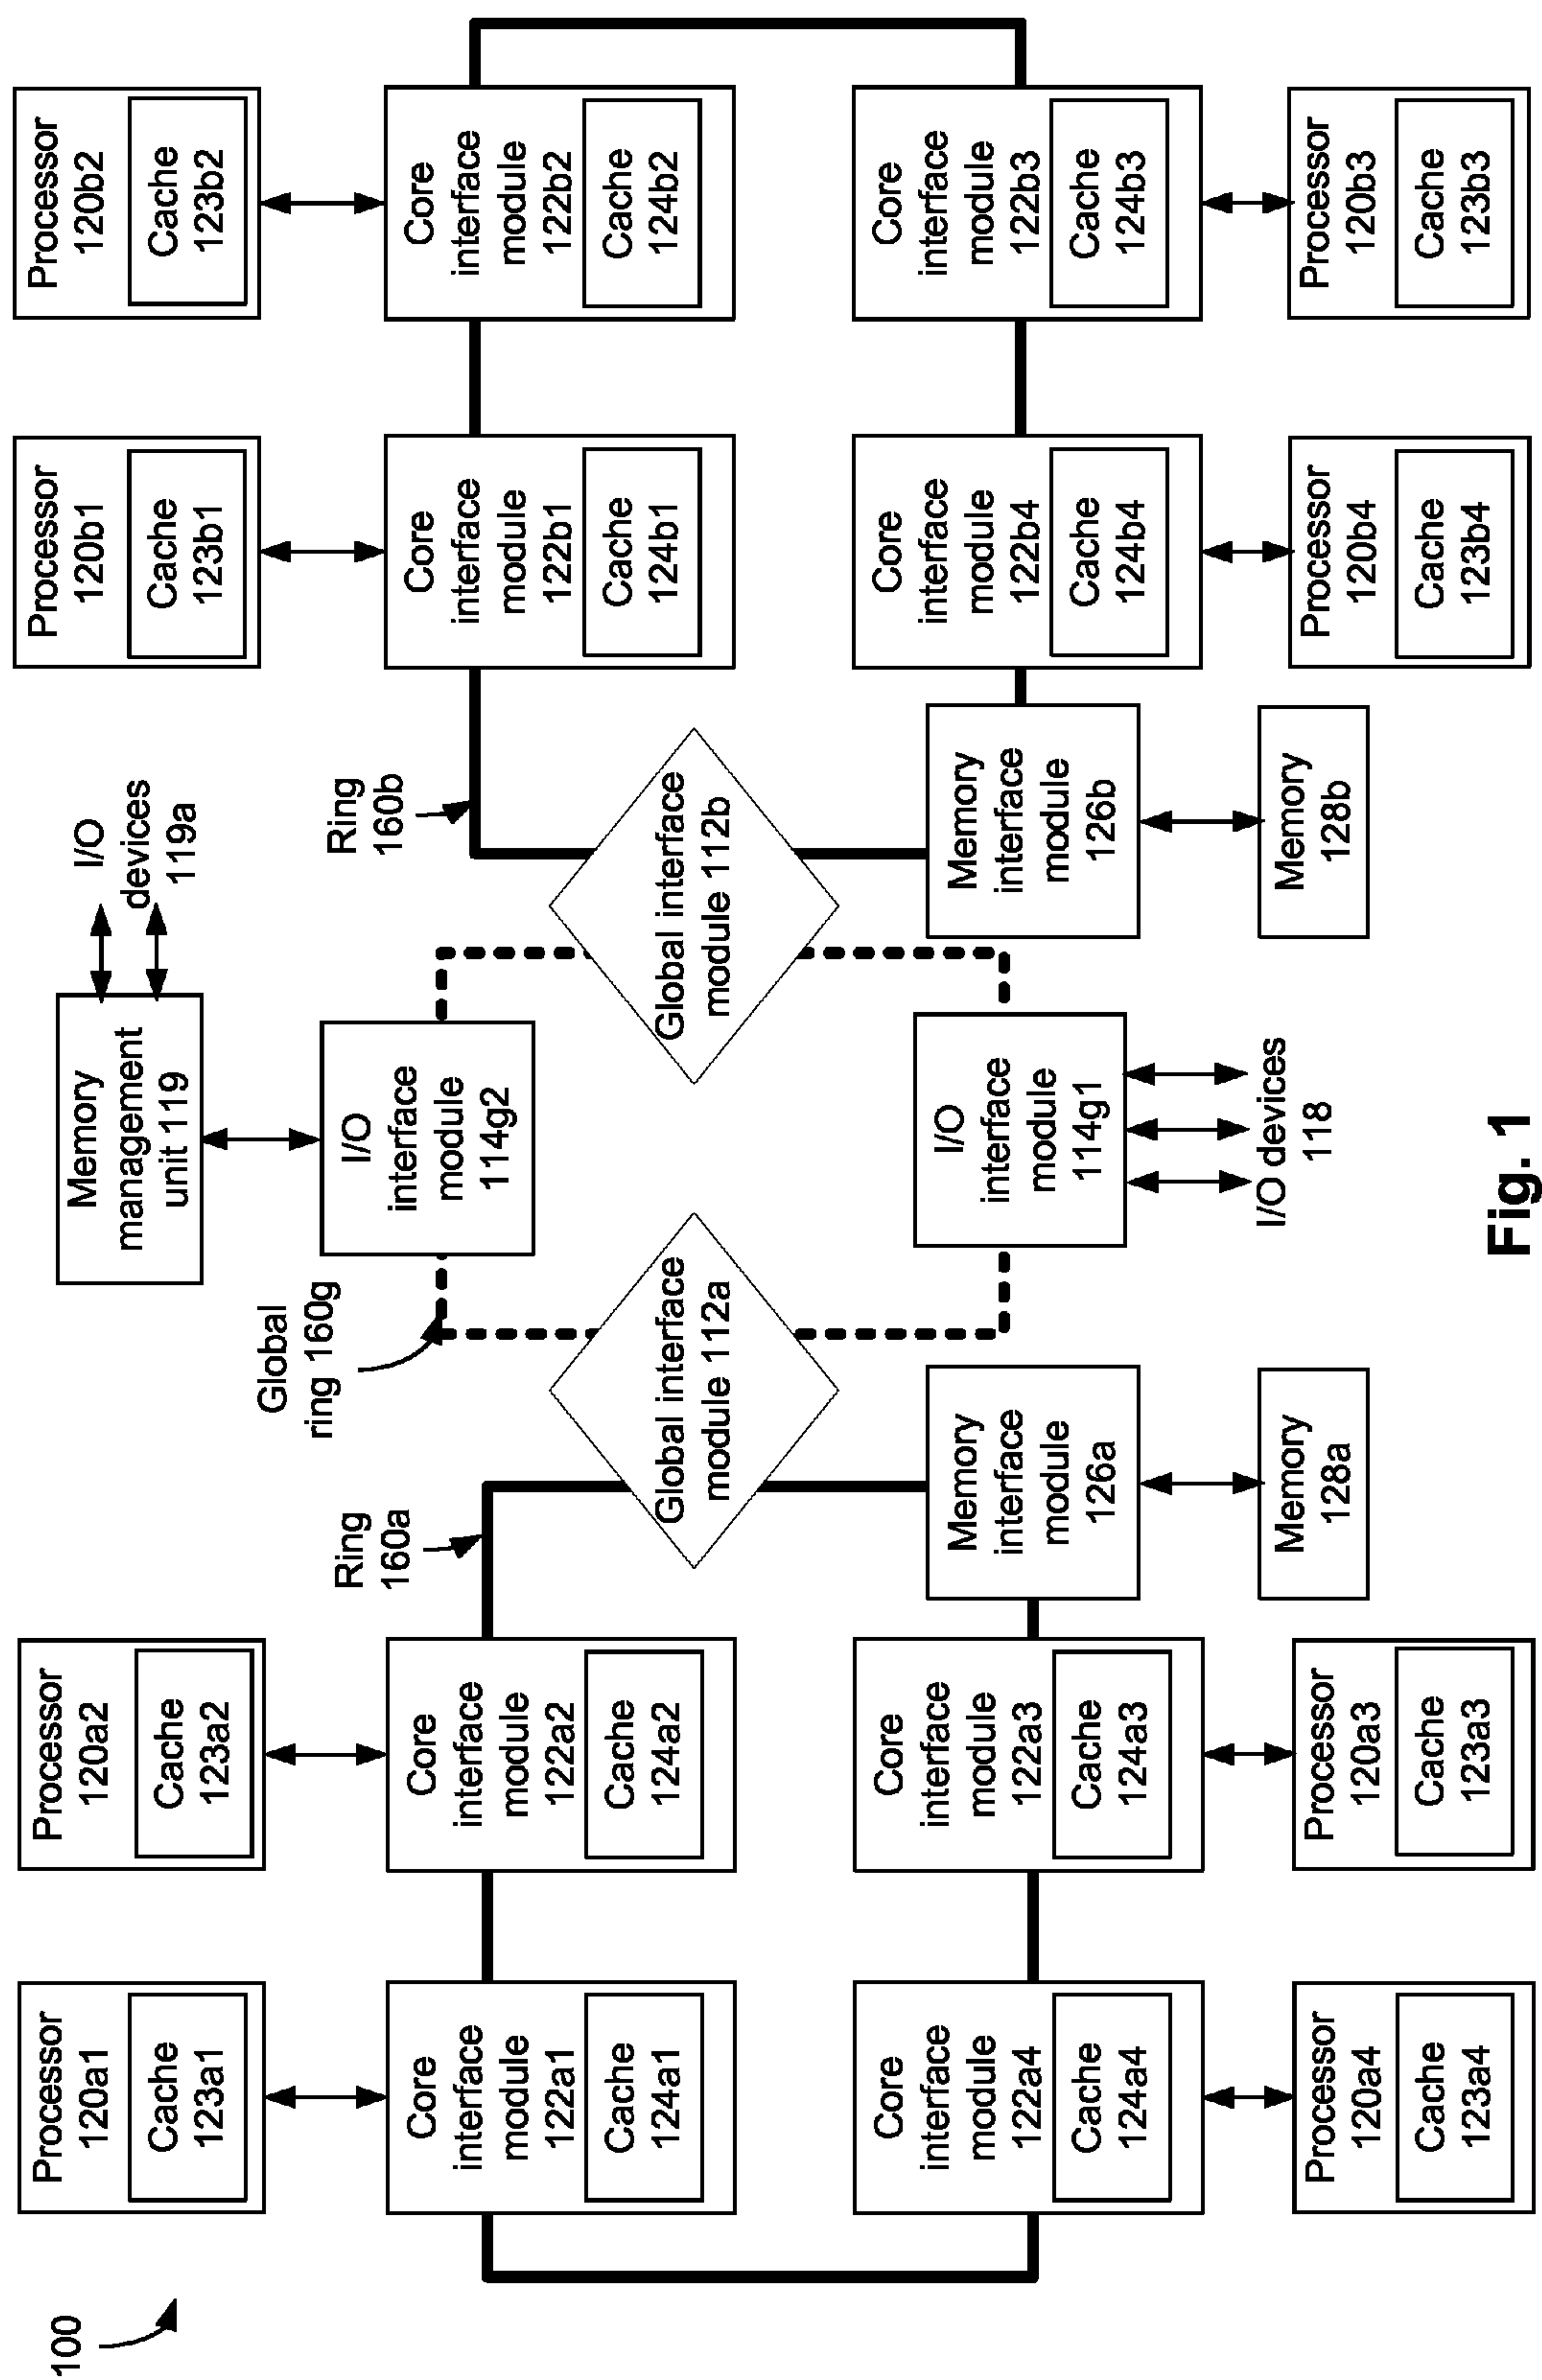 100
Processor
120a1
Cache
123a1
Processor
120a2
Cache
123a2
Memory
management
unit 119
I/O
devices
119a
Processor
120b1
Cache
123b1
Processor
120b2
Cache
123b2
Global
ring 160g
Ring
160a
Ring
160b
I/O
interface
module
114g2
Core
interface
module
122a1
Cache
124a1
Core
interface
module
122a2
Cache
124a2
Global interface
module 112a
Global interface
module 112b
Core
interface
module
122b1
Cache
124b1
Core
interface
module
122b2
Cache
124b2
Core
interface
module
122a4
Cache
124a4
Core
interface
module
122a3
Cache
124a3
Memory
interface
module
126a
I/O
interface
module
114g1
Memory
interface
module
126b
Core
interface
module
122b4
Cache
124b4
Core
interface
module
122b3
Cache
124b3
Processor
120a4
Cache
123a4
Processor
120a3
Cache
123a3
Memory
128a
I/O devices
118
Memory
128b
Processor
120b4
Cache
123b4
Processor
120b3
Cache
123b3
Fig. 1